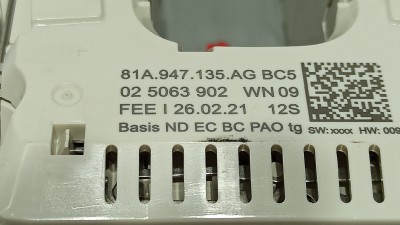 81A.947.135.AG BC5
02 5063 902 WN 09
FEE I 26.02.21 12S
Basis ND EC BC PAO tg SW:xxxx HW: 009